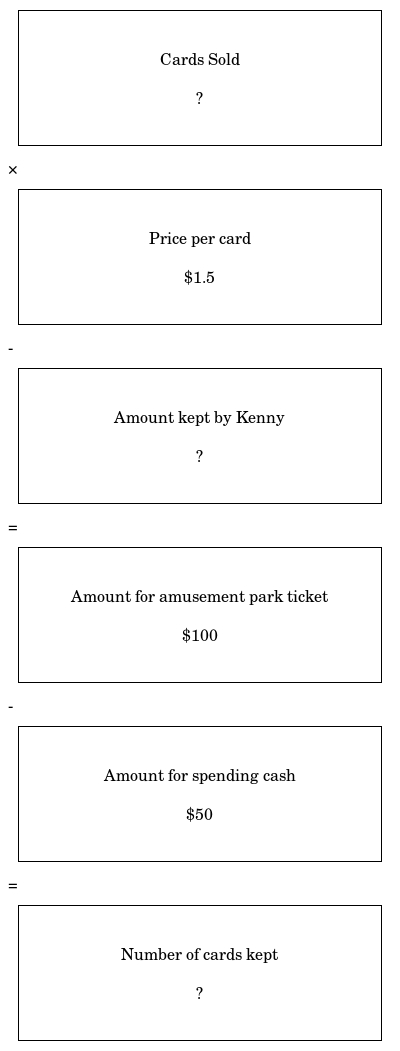 Cards Sold
?
×
Price per card
$1.5
-
Amount kept by Kenny
?
=
Amount for amusement park ticket
$100
-
Amount for spending cash
$50
=
Number of cards kept
?